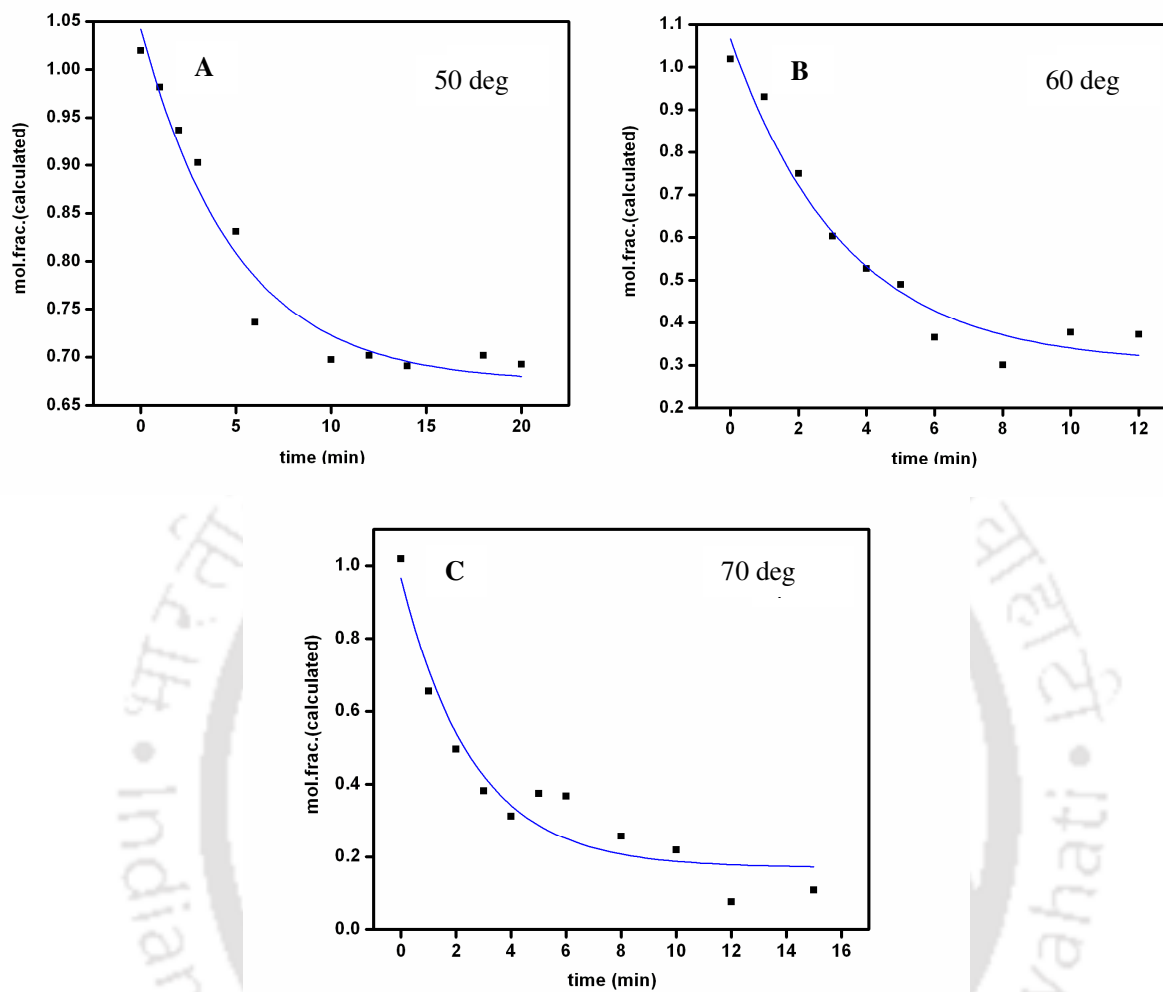 A
50 deg
1.05
1.00
0.95
0.90
0.85
0.80
0.75
0.70
0.65
0 5 10 15 20
mol.frac.(calculated)
time (min)
B
60 deg
1.1
1.0
0.9
0.8
0.7
0.6
0.5
0.4
0.3
0.2
0 2 4 6 8 10 12
mol.frac.(calculated)
time (min)
C
70 deg
1.0
0.8
0.6
0.4
0.2
0.0
0 2 4 6 8 10 12 14 16
mol.frac.(calculated)
time (min)
Indian
wahati